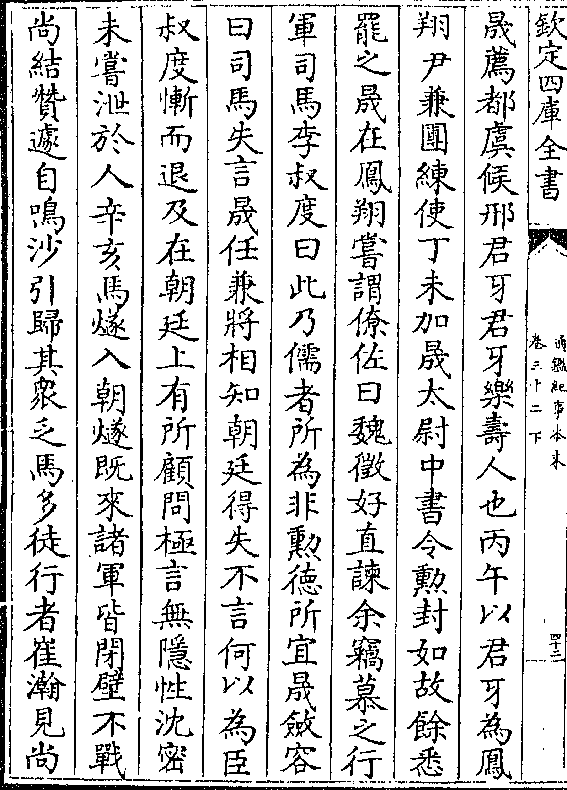 欽定四庫全書
通鑑紀事本末
卷三十二下
四十三
晟薦都虞候邢君牙君牙樂壽人也丙午以君牙為鳳
翔尹兼團練使丁未加晟太尉中書令勲封如故餘悉
罷之晟在鳳翔嘗謂僚佐曰魏徵好直諫余竊慕之行
軍司馬李叔度曰此乃儒者所為非勲德所宜晟斂容
曰司馬失言晟任兼將相知朝廷得失不言何以為臣
叔度慚而退及在朝廷上有所顧問極言無隱性沈密
未嘗泄於人辛亥馬燧入朝燧既來諸軍皆閉壁不戰
尚結贊遽自鳴沙引歸其衆乏馬多徒行者崔瀚見尚